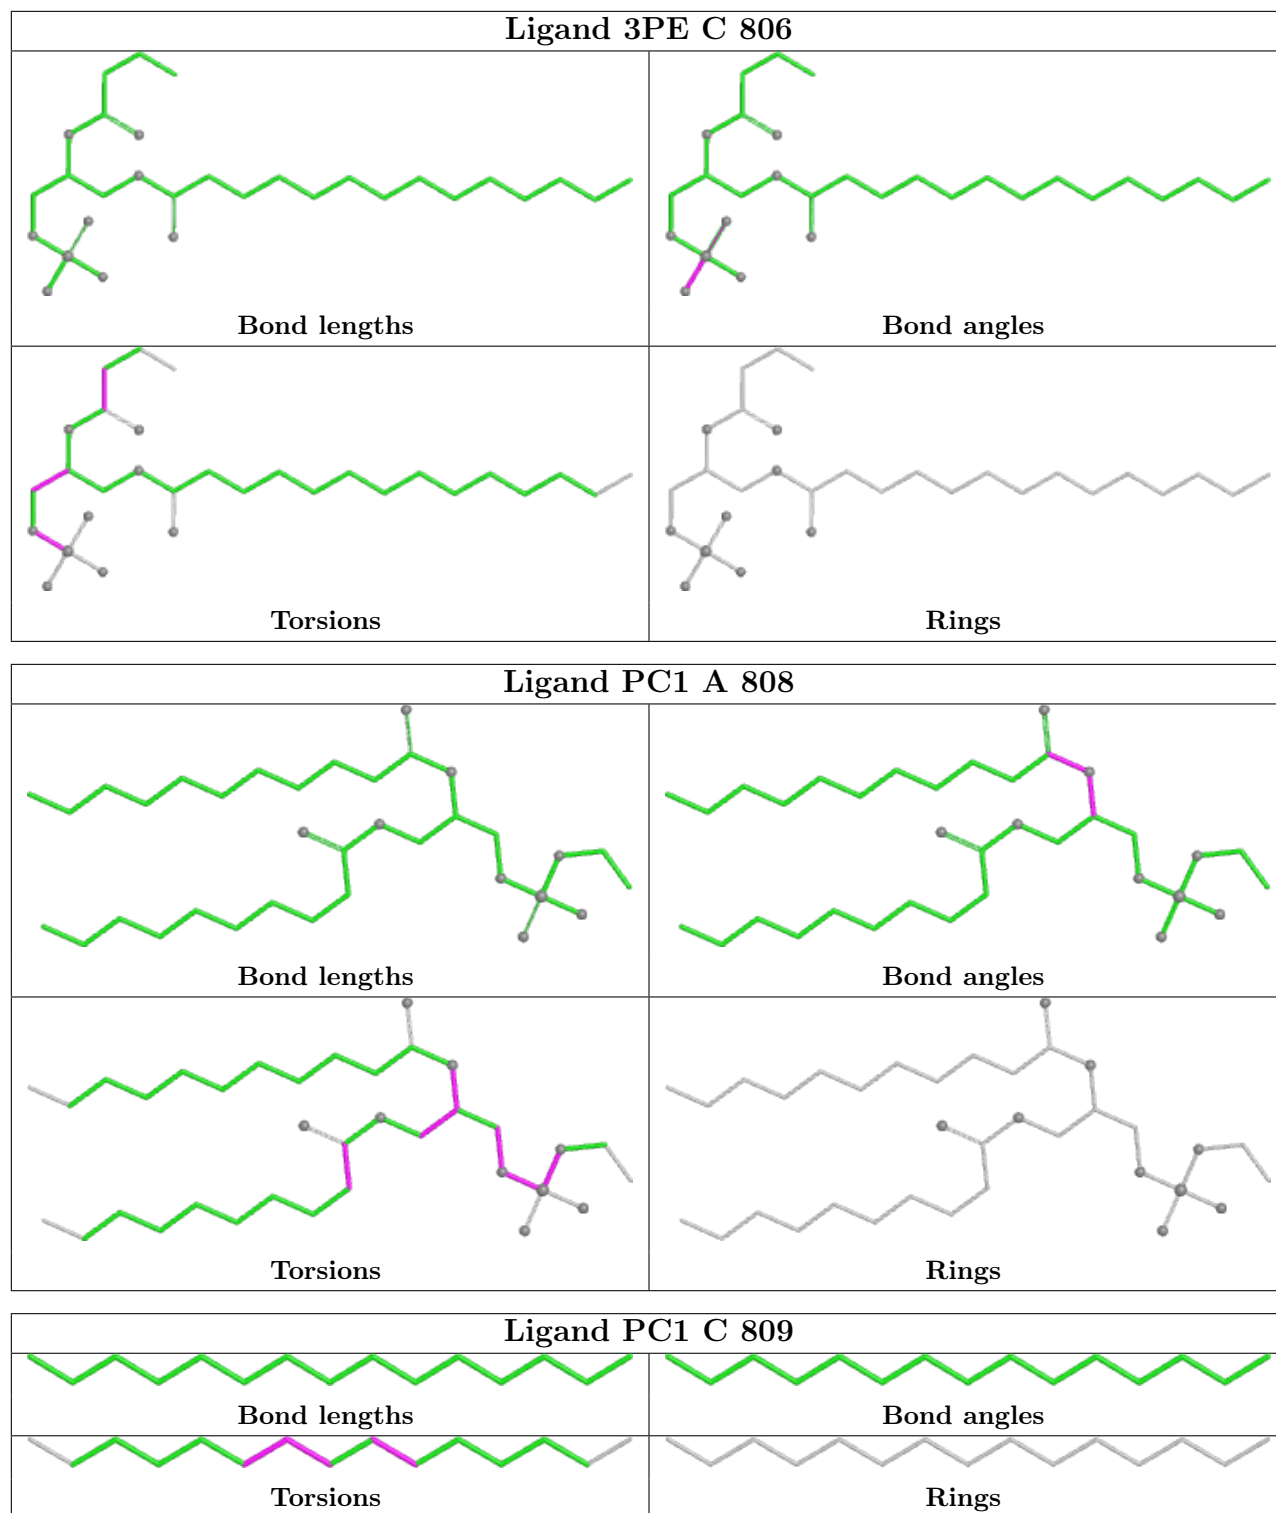 Ligand 3PE C 806
Bond lengths
Bond angles
Torsions
Rings
Ligand PC1 A 808
Bond lengths
Bond angles
Torsions
Rings
Ligand PC1 C 809
Bond lengths
Bond angles
Torsions
Rings